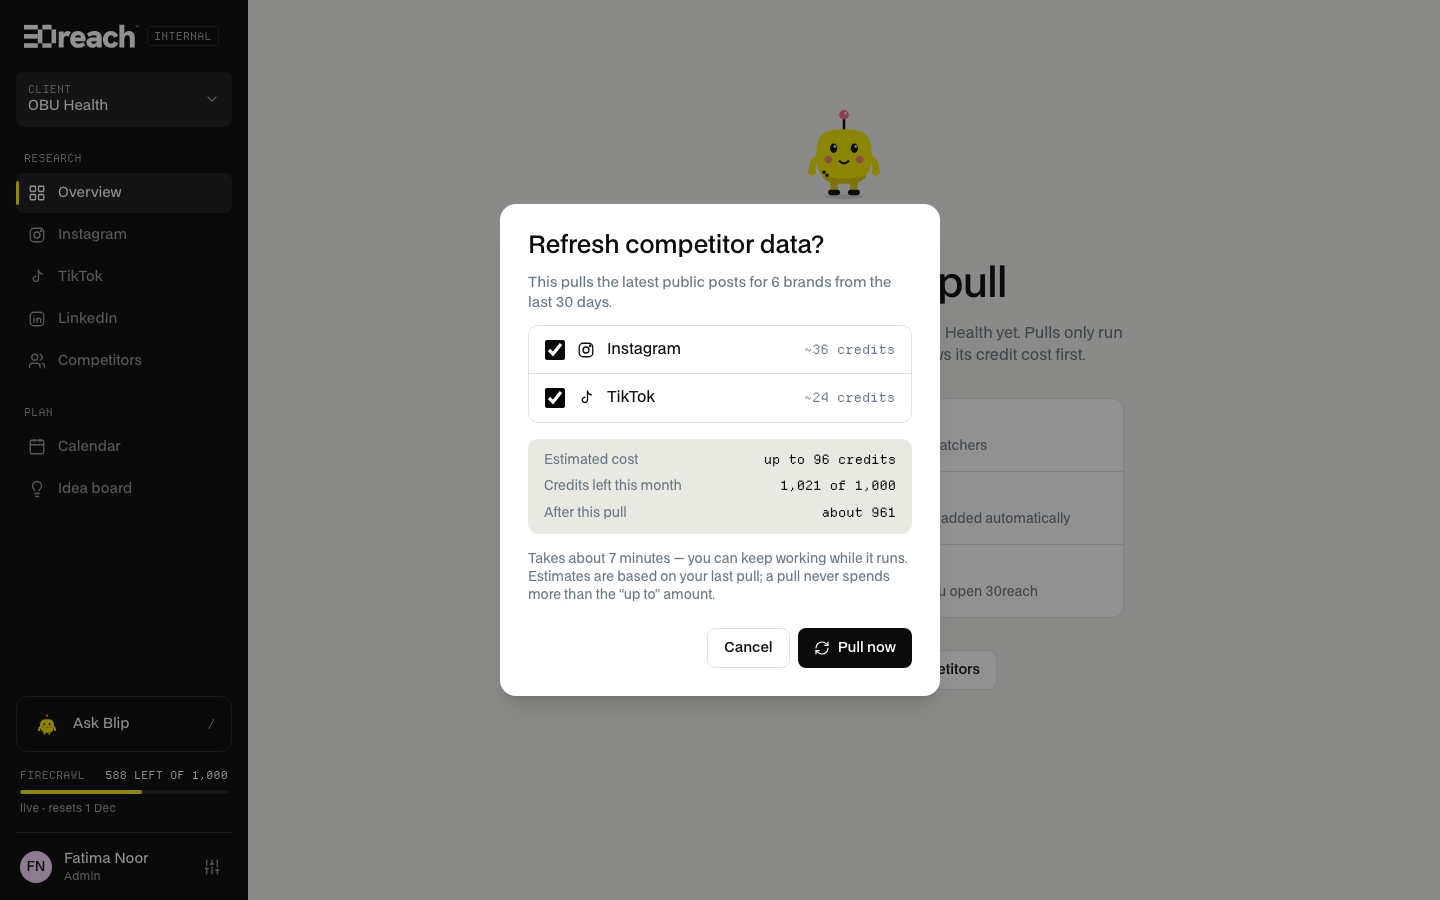 30reach INTERNAL
CLIENT
OBU Health
RESEARCH
Overview
Instagram
TikTok
LinkedIn
Competitors
PLAN
Calendar
Idea board
Ask Blip /
FIRECRAWL 588 LEFT OF 1,000
live · resets 1 Dec
FN Fatima Noor
Admin
pull
Health yet. Pulls only run
its credit cost first.
added automatically
open 30reach
Refresh competitor data?
This pulls the latest public posts for 6 brands from the
last 30 days.
Instagram ~36 credits
TikTok ~24 credits
Estimated cost up to 96 credits
Credits left this month 1,021 of 1,000
After this pull about 961
Takes about 7 minutes — you can keep working while it runs.
Estimates are based on your last pull; a pull never spends
more than the “up to” amount.
Cancel Pull now